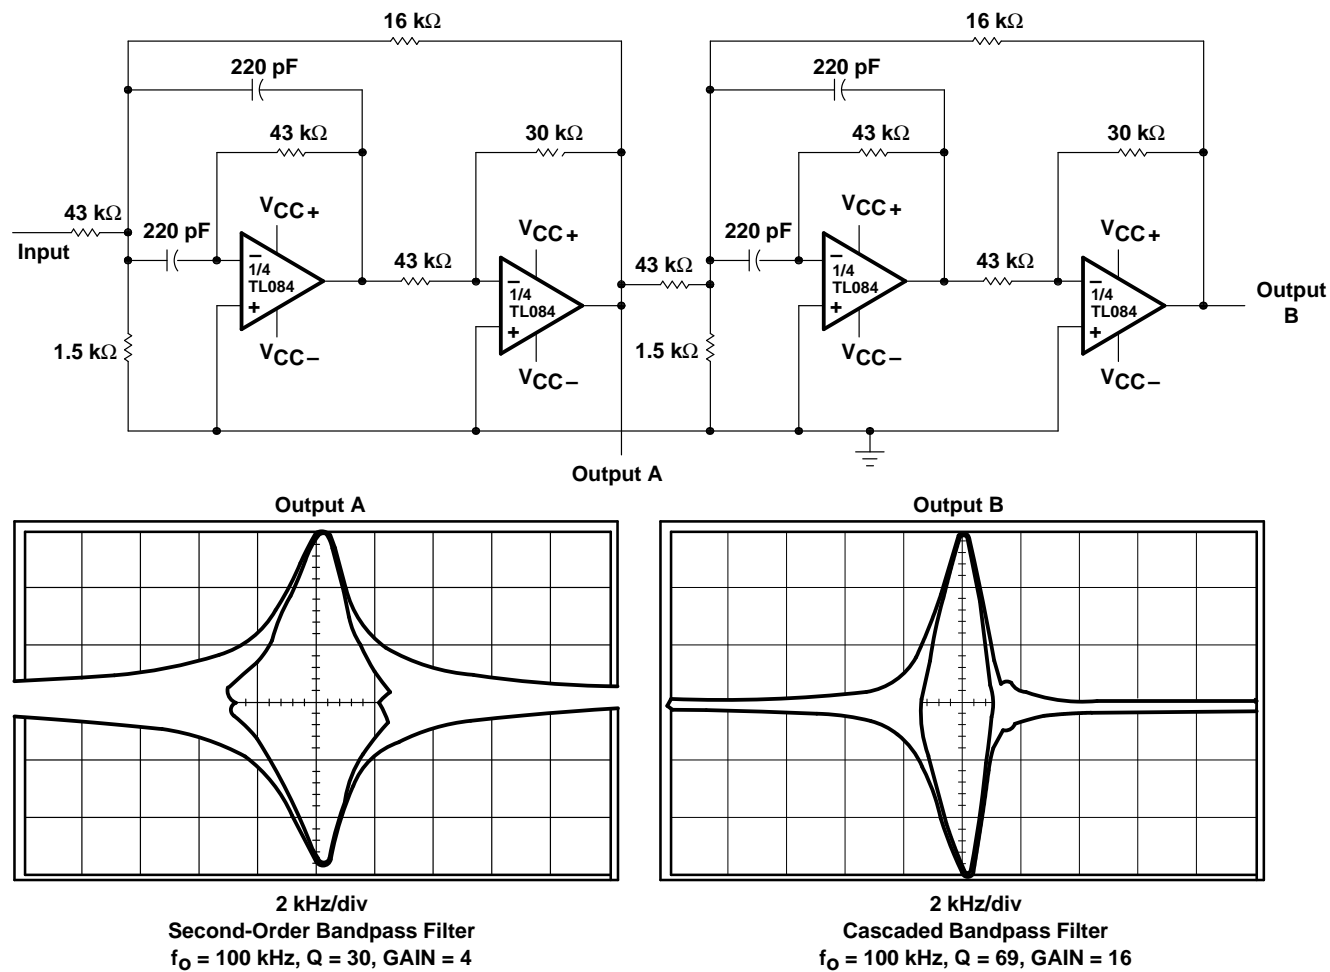 16 kΩ
16 kΩ
220 pF
220 pF
43 kΩ
30 kΩ
43 kΩ
30 kΩ
43 kΩ
Input
220 pF
VCC+
–
1/4
TL084
+
VCC–
43 kΩ
VCC+
–
1/4
TL084
+
VCC–
1.5 kΩ
43 kΩ
220 pF
VCC+
–
1/4
TL084
+
VCC–
43 kΩ
VCC+
–
1/4
TL084
+
VCC–
1.5 kΩ
Output
B
Output A
Output A
Output B
2 kHz/div
Second-Order Bandpass Filter
fo = 100 kHz, Q = 30, GAIN = 4
2 kHz/div
Cascaded Bandpass Filter
fo = 100 kHz, Q = 69, GAIN = 16